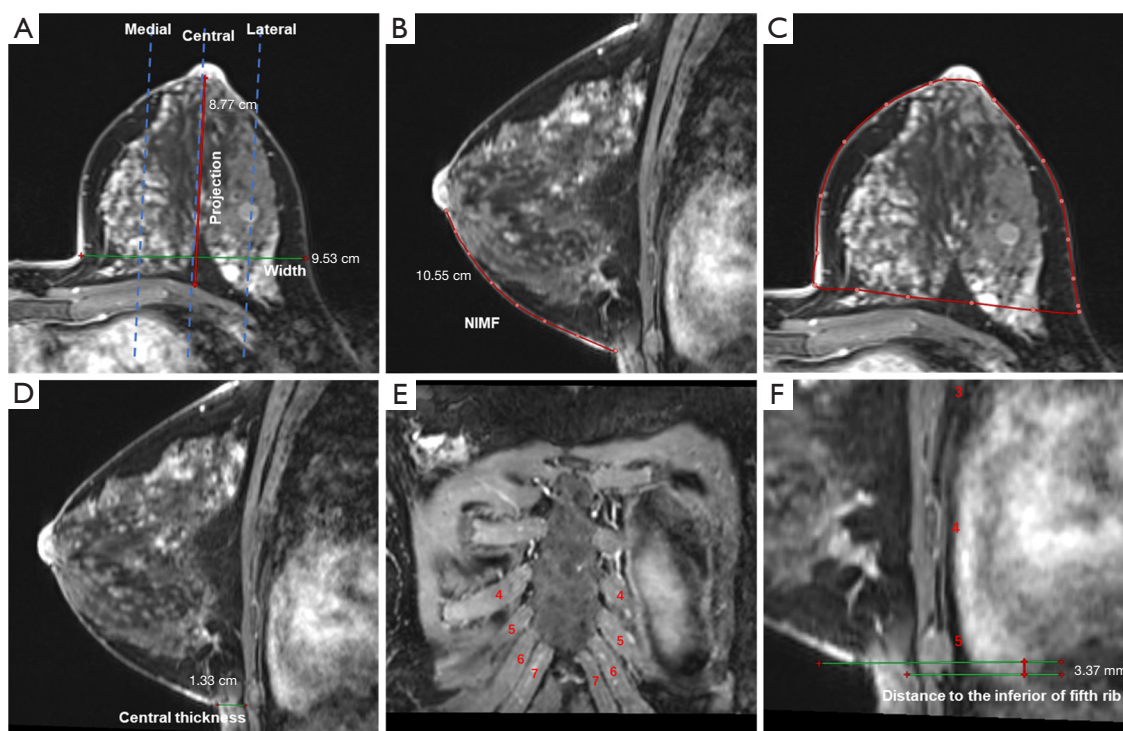 A
Medial
Central
Lateral
8.77 cm
Projection
Width
9.53 cm
B
10.55 cm
NIMF
C
D
1.33 cm
Central thickness
E
4
4
5
5
6
6
7
7
F
3
4
5
3.37 mm
Distance to the inferior of fifth rib